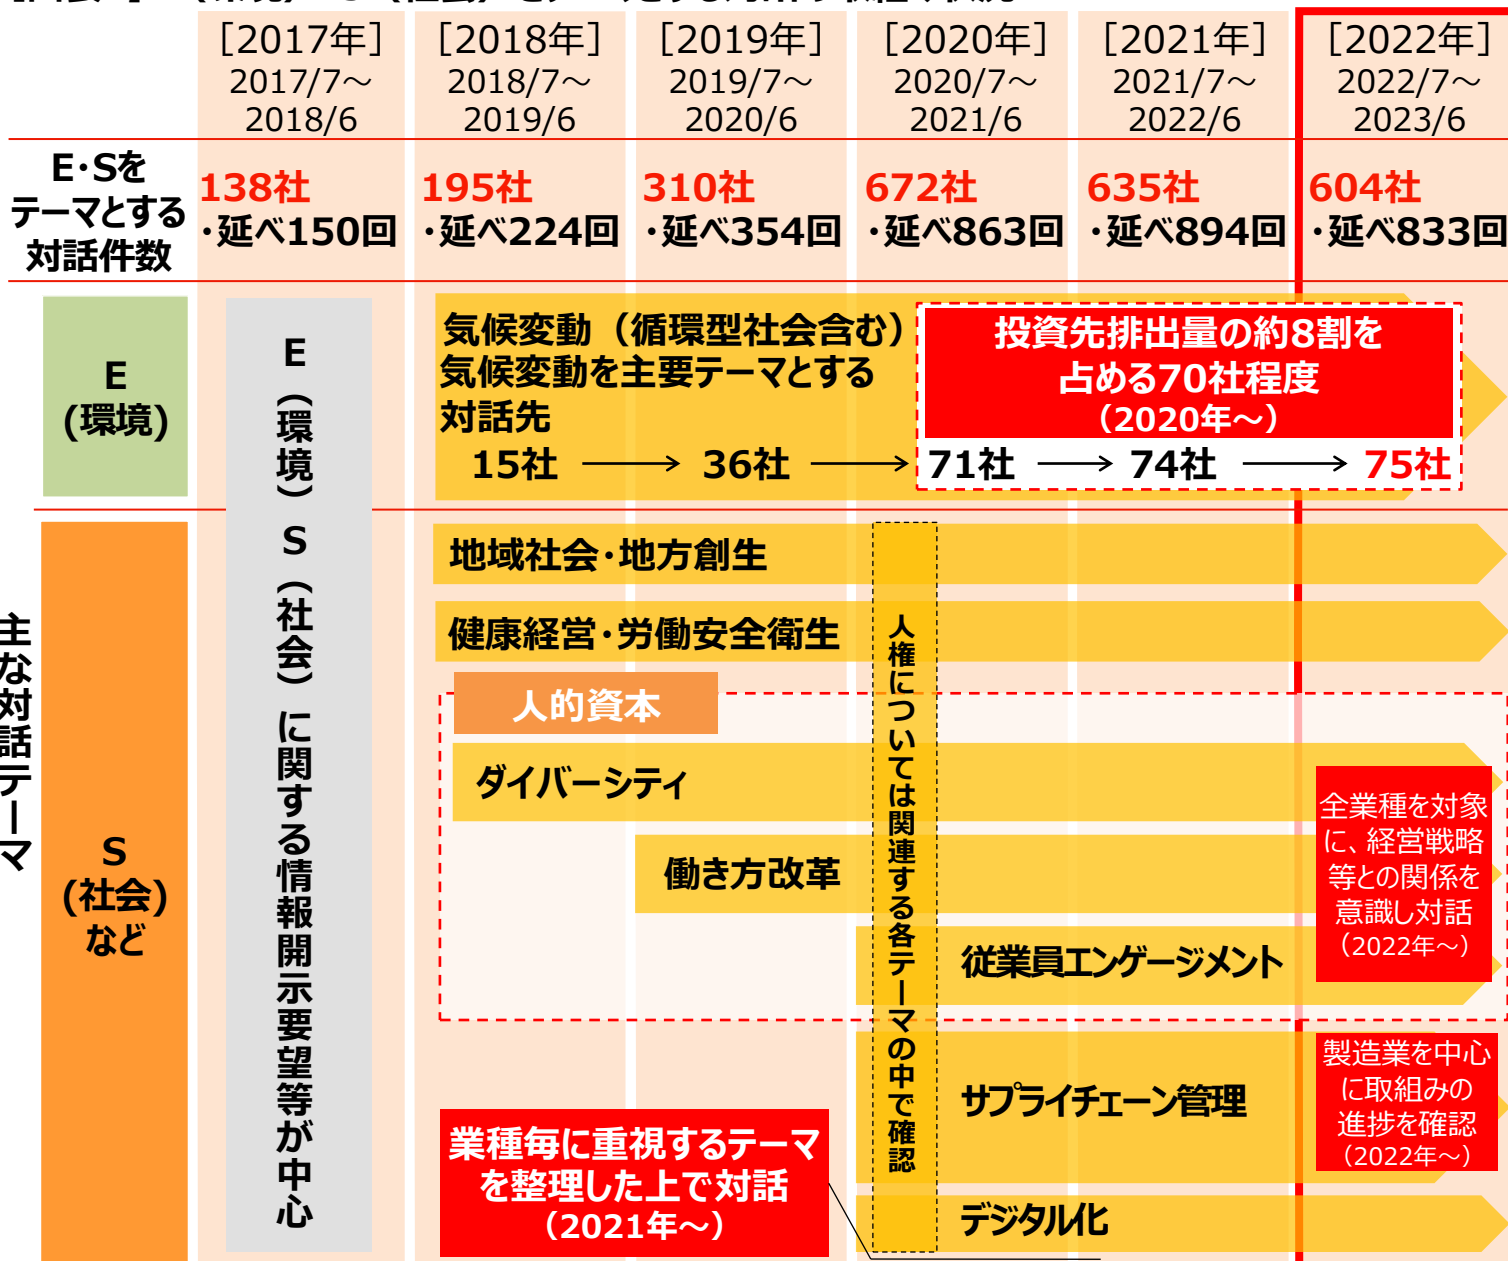 [2017年]
2017/7～
2018/6
[2018年]
2018/7～
2019/6
[2019年]
2019/7～
2020/6
[2020年]
2020/7～
2021/6
[2021年]
2021/7～
2022/6
[2022年]
2022/7～
2023/6
E・Sを
テーマとする
対話件数
138社
・延べ150回
195社
・延べ224回
310社
・延べ354回
672社
・延べ863回
635社
・延べ894回
604社
・延べ833回
主な対話テーマ
E
(環境)
E（環境）S（社会）に関する情報開示要望等が中心
気候変動（循環型社会含む）
気候変動を主要テーマとする
対話先
投資先排出量の約8割を
占める70社程度
（2020年～）
15社 → 36社 → 71社 → 74社 → 75社
S
(社会)
など
地域社会・地方創生
健康経営・労働安全衛生
人権については関連する各テーマの中で確認
人的資本
ダイバーシティ
働き方改革
従業員エンゲージメント
全業種を対象
に、経営戦略
等との関係を
意識し対話
（2022年～）
サプライチェーン管理
製造業を中心
に取組みの
進捗を確認
（2022年～）
業種毎に重視するテーマ
を整理した上で対話
（2021年～）
デジタル化